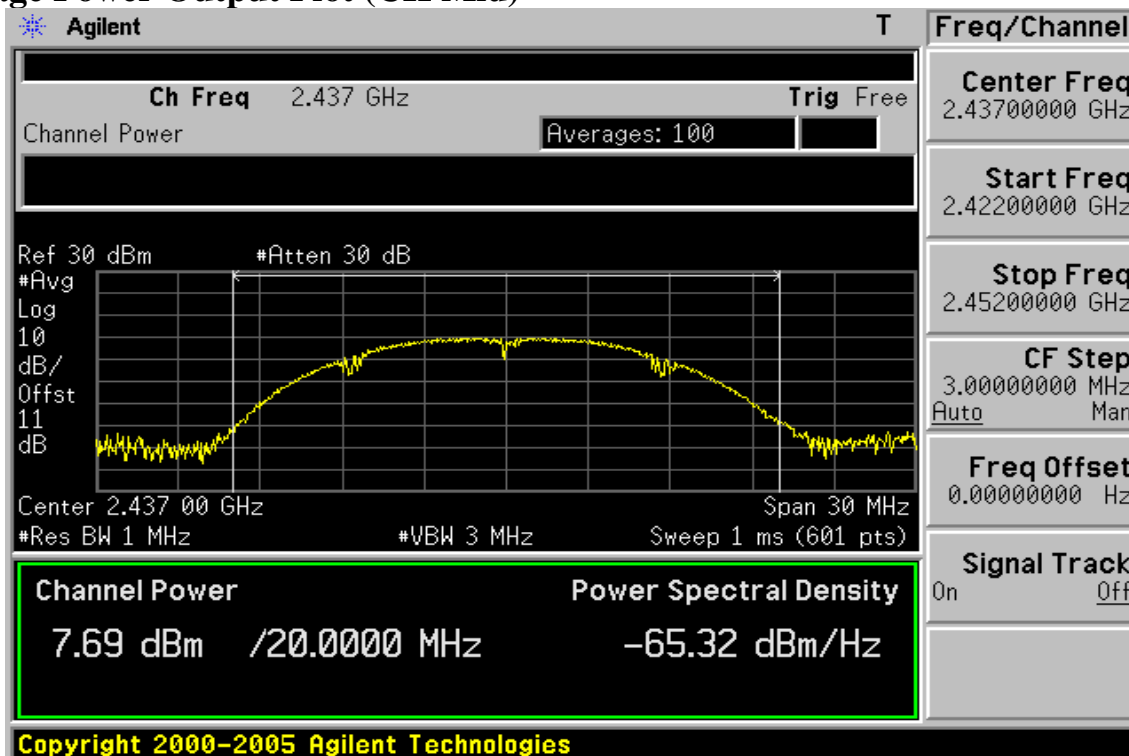 ge Power Output Plot (CH Mid)
Agilent T
Freq/Channel
Ch Freq 2.437 GHz Trig Free
Channel Power Averages: 100
Center Freq
2.43700000 GHz
Start Freq
2.42200000 GHz
Stop Freq
2.45200000 GHz
CF Step
3.00000000 MHz
Auto Man
Freq Offset
0.00000000 Hz
Signal Track
On Off
Ref 30 dBm #Atten 30 dB
#Avg
Log
10
dB/
Offst
11
dB
Center 2.437 00 GHz Span 30 MHz
#Res BW 1 MHz #VBW 3 MHz Sweep 1 ms (601 pts)
Channel Power Power Spectral Density
7.69 dBm /20.0000 MHz -65.32 dBm/Hz
Copyright 2000-2005 Agilent Technologies